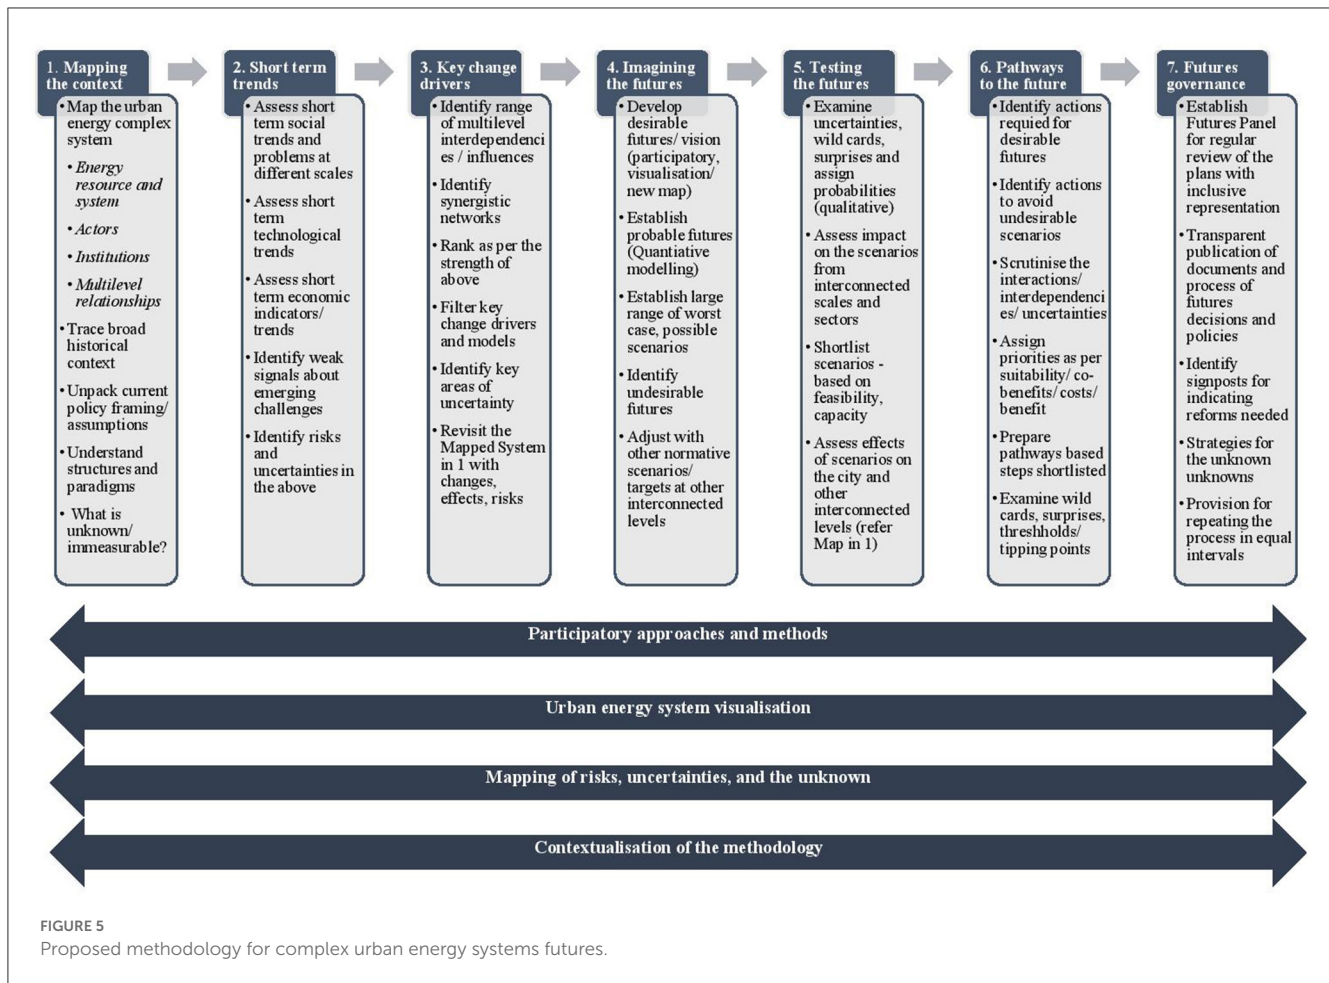 1. Mapping
the context
• Map the urban
energy complex
system
• Energy
resource and
system
• Actors
• Institutions
• Multilevel
relationships
• Trace broad
historical
context
• Unpack current
policy framing/
assumptions
• Understand
structures and
paradigms
• What is
unknown/
immeasurable?
2. Short term
trends
• Assess short
term social
trends and
problems at
different scales
• Assess short
term
technological
trends
• Assess short
term economic
indicators/
trends
• Identify weak
signals about
emerging
challenges
• Identify risks
and
uncertainties in
the above
3. Key change
drivers
• Identify range
of multilevel
interdependenci
es / influences
• Identify
synergistic
networks
• Rank as per the
strength of
above
• Filter key
change drivers
and models
• Identify key
areas of
uncertainty
• Revisit the
Mapped System
in 1 with
changes,
effects, risks
4. Imagining
the futures
• Develop
desirable
futures/ vision
(participatory,
visualisation/
new map)
• Establish
probable futures
(Quantiative
modelling)
• Establish large
range of worst
case, possible
scenarios
• Identify
undesirable
futures
• Adjust with
other normative
scenarios/
targets at other
interconnected
levels
5. Testing
the futures
• Examine
uncertainties,
wild cards,
surprises and
assign
probabilities
(qualitative)
• Assess impact
on the scenarios
from
interconnected
scales and
sectors
• Shortlist
scenarios -
based on
feasibility,
capacity
• Assess effects
of scenarios on
the city and
other
interconnected
levels (refer
Map in 1)
6. Pathways
to the future
• Identify actions
requied for
desirable
futures
• Identify actions
to avoid
undesirable
scenarios
• Scrutinise the
interactions/
interdependenci
es/ uncertainties
• Assign
priorities as per
suitability/ co-
benefits/ costs/
benefit
• Prepare
pathways based
steps shortlisted
• Examine wild
cards, surprises,
threshholds/
tipping points
7. Futures
governance
• Establish
Futures Panel
for regular
review of the
plans with
inclusive
representation
• Transparent
publication of
documents and
process of
futures
decisions and
policies
• Identify
signposts for
indicating
reforms needed
• Strategies for
the unknown
unknowns
• Provision for
repeating the
process in equal
intervals
Participatory approaches and methods
Urban energy system visualisation
Mapping of risks, uncertainties, and the unknown
Contextualisation of the methodology
FIGURE 5
Proposed methodology for complex urban energy systems futures.